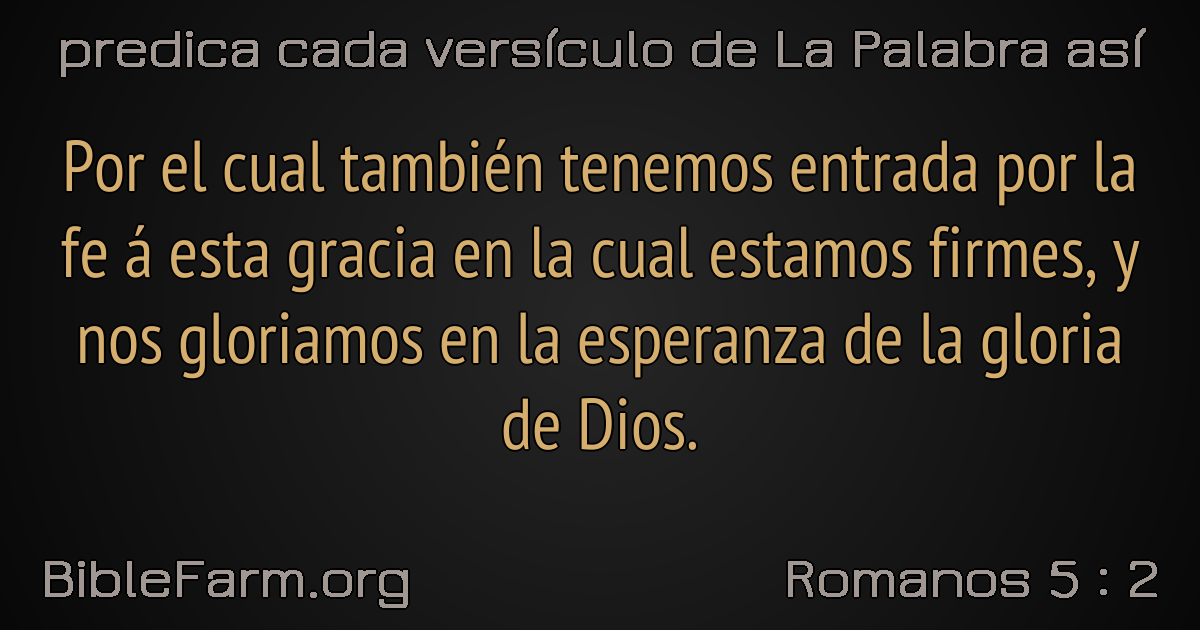 predica cada versículo de La Palabra así
Por el cual también tenemos entrada por la
fe á esta gracia en la cual estamos firmes, y
nos gloriamos en la esperanza de la gloria
de Dios.
BibleFarm.org
Romanos 5 : 2